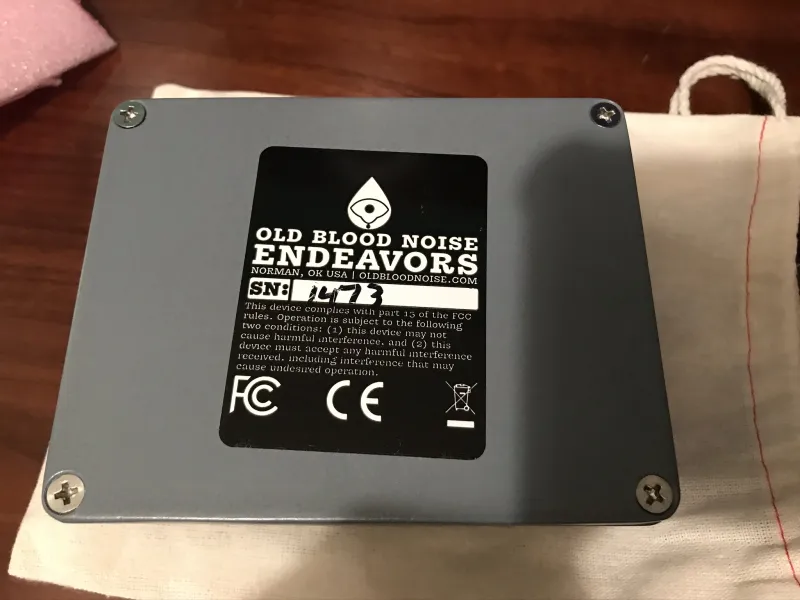 OLD BLOOD NOISE
ENDEAVORS
NORMAN, OK USA | OLDBLOODNOISE.COM
SN: 1473
This device complies with part 15 of the FCC
rules. Operation is subject to the following
two conditions: (1) this device may not
cause harmful interference, and (2) this
device must accept any harmful interference
received, including interference that may
cause undesired operation.
FC CE